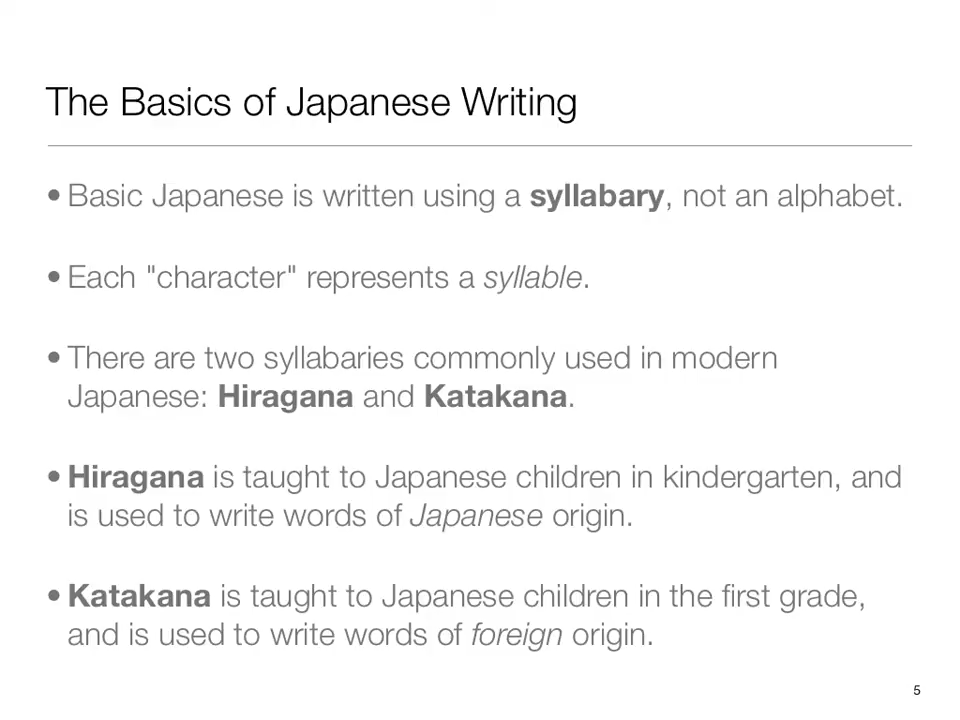 The Basics of Japanese Writing
• Basic Japanese is written using a syllabary, not an alphabet.
• Each "character" represents a syllable.
• There are two syllabaries commonly used in modern
Japanese: Hiragana and Katakana.
• Hiragana is taught to Japanese children in kindergarten, and
is used to write words of Japanese origin.
• Katakana is taught to Japanese children in the first grade,
and is used to write words of foreign origin.
5